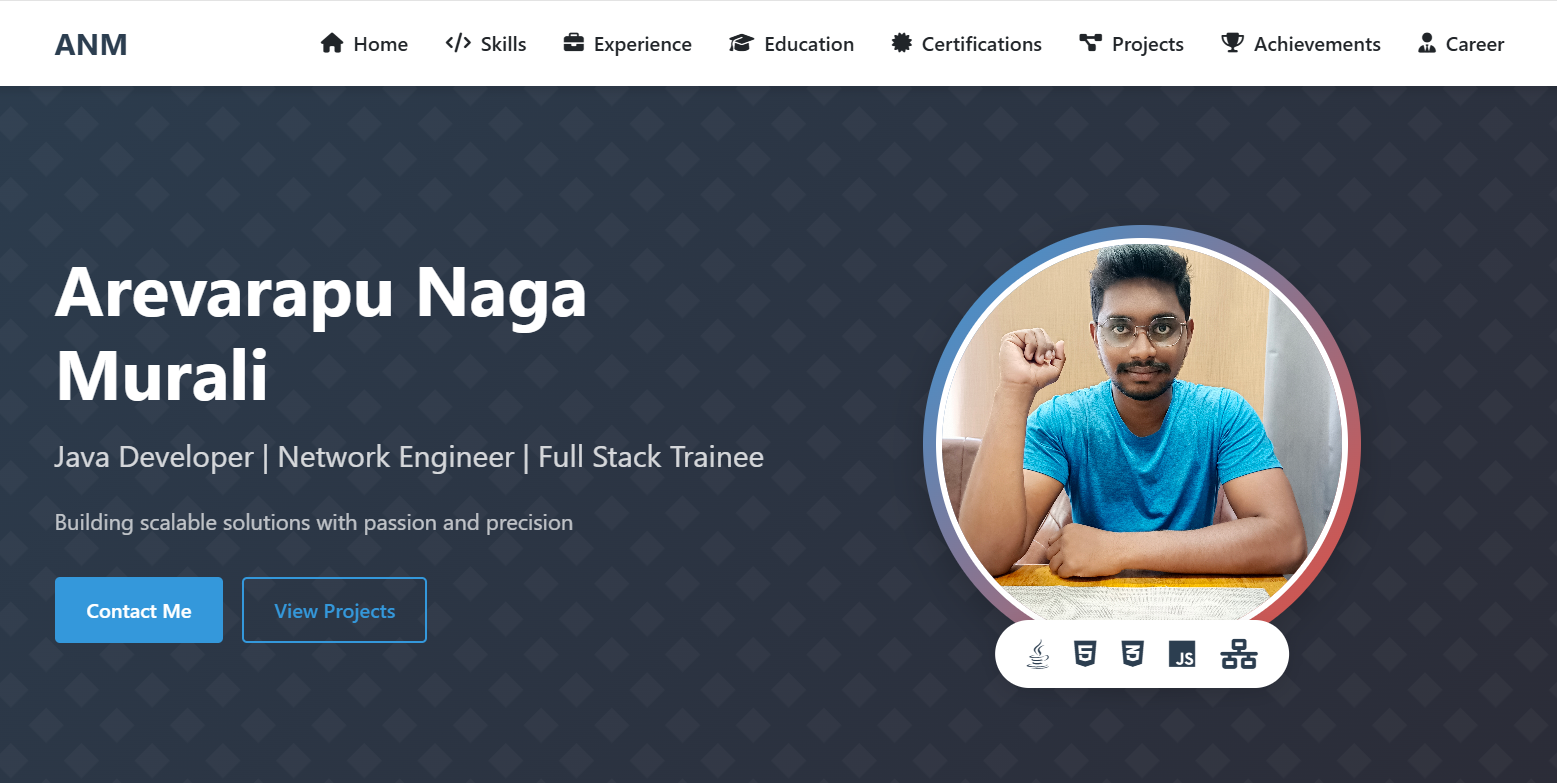 ANM
Home
Skills
Experience
Education
Certifications
Projects
Achievements
Career
Arevarapu Naga
Murali
Java Developer | Network Engineer | Full Stack Trainee
Building scalable solutions with passion and precision
Contact Me
View Projects
5
3
JS